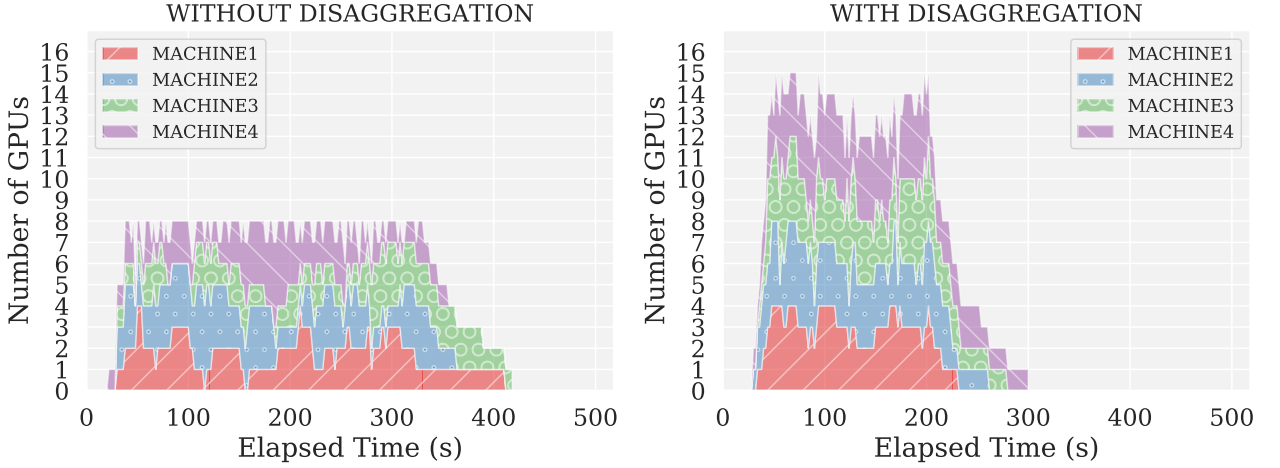 WITHOUT DISAGGREGATION
MACHINE1
MACHINE2
MACHINE3
MACHINE4
Number of GPUs
16
15
14
13
12
11
10
9
8
7
6
5
4
3
2
1
0
0 100 200 300 400 500
Elapsed Time (s)
WITH DISAGGREGATION
MACHINE1
MACHINE2
MACHINE3
MACHINE4
Number of GPUs
16
15
14
13
12
11
10
9
8
7
6
5
4
3
2
1
0
0 100 200 300 400 500
Elapsed Time (s)